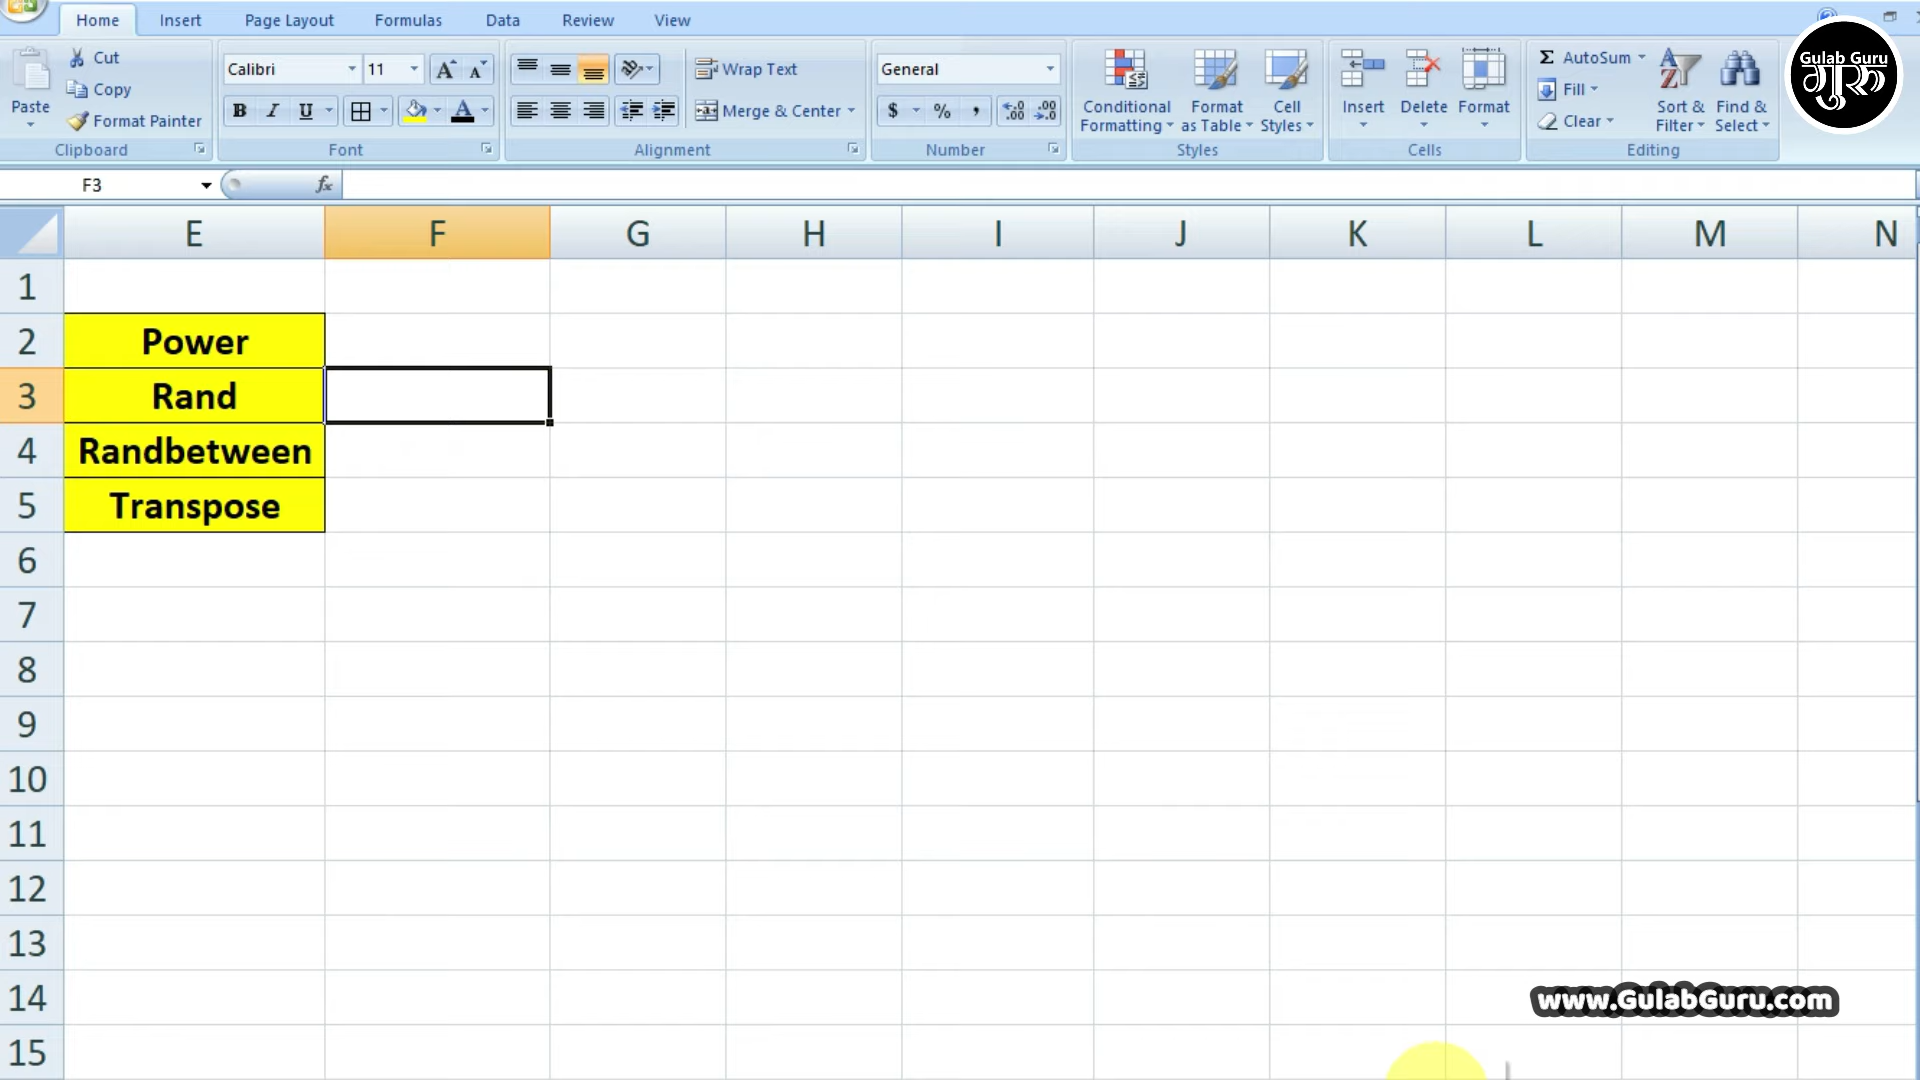 Home Insert Page Layout Formulas Data Review View
Paste
Cut
Copy
Format Painter
Clipboard
Calibri 11
B I U
Font
Wrap Text
Merge & Center
Alignment
General
$ % ,
Number
Conditional Formatting
Format as Table
Cell Styles
Styles
Insert Delete Format
Cells
Σ AutoSum
Fill
Clear
Sort & Filter
Find & Select
Editing
Gulab Guru
गुरु
F3 fx
E F G H I J K L M N
1
2 Power
3 Rand
4 Randbetween
5 Transpose
6
7
8
9
10
11
12
13
14
15
www.GulabGuru.com